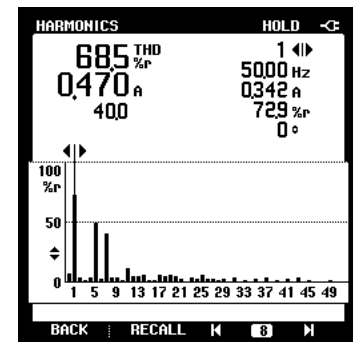 HARMONICS HOLD
68.5 THD %r
0.470 A
40.0
1
50.00 Hz
0.342 A
72.9 %r
0 °
100
%r
50
0
1 5 9 13 17 21 25 29 33 37 41 45 49
BACK RECALL 8